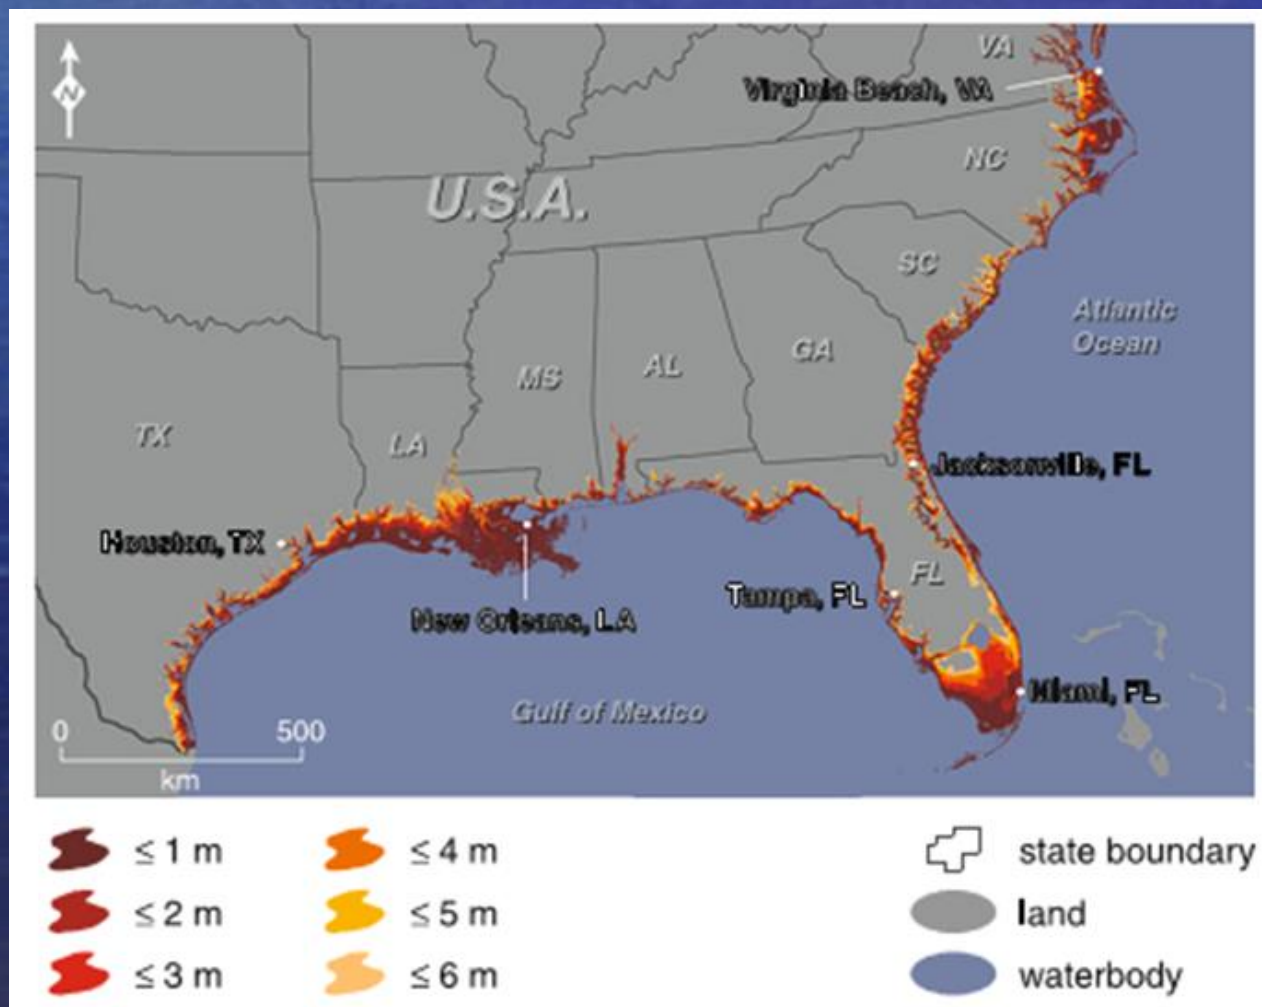 VA
Virginia Beach, VA
N
NC
U.S.A.
SC
Atlantic
Ocean
GA
MS
AL
TX
LA
Jacksonville, FL
Houston, TX
FL
Tampa, FL
New Orleans, LA
Miami, FL
Gulf of Mexico
0 500
km
≤ 1 m ≤ 4 m state boundary
≤ 2 m ≤ 5 m land
≤ 3 m ≤ 6 m waterbody